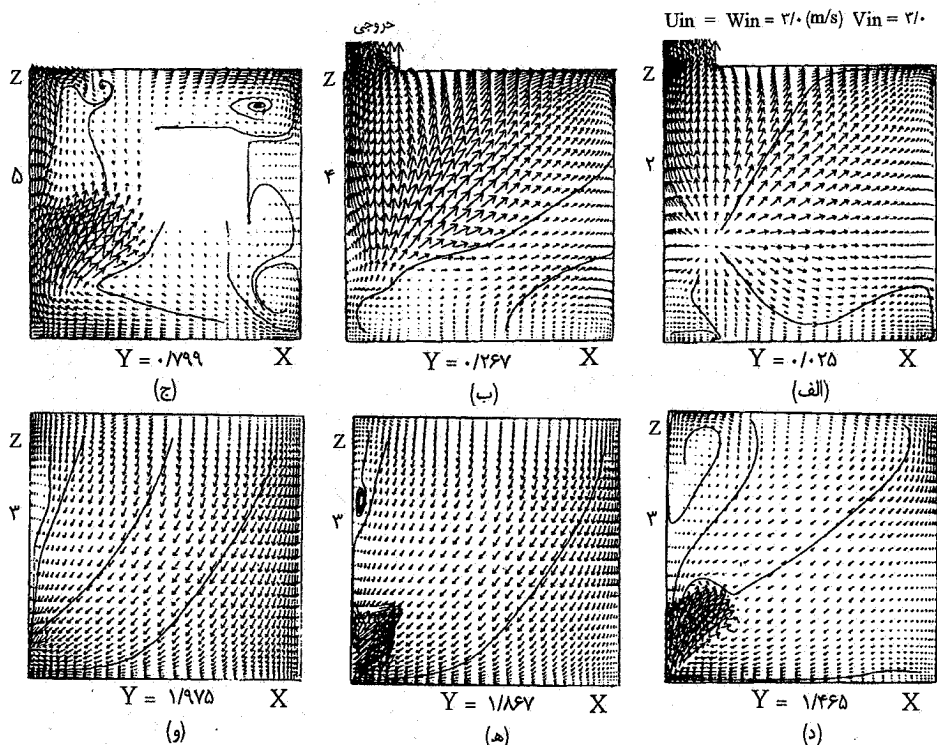 Uin = Win = ۳/۰ (m/s) Vin = ۳/۰
خروجی
Z
۲
Y = ۰/۰۲۵ X
(الف)
Z
۴
Y = ۰/۲۶۷ X
(ب)
Z
۵
Y = ۰/۷۹۹ X
(ج)
Z
۳
Y = ۱/۴۶۵ X
(د)
Z
۳
Y = ۱/۸۶۷ X
(ه)
Z
۳
Y = ۱/۹۷۵ X
(و)